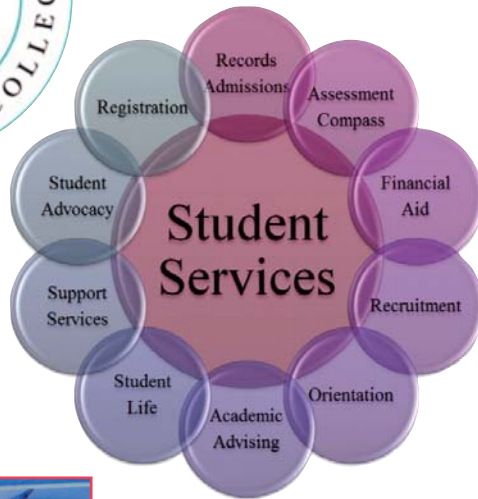 COLLEG
Records
Admissions
Assessment
Compass
Financial
Aid
Recruitment
Orientation
Academic
Advising
Student
Life
Support
Services
Student
Advocacy
Registration
Student
Services